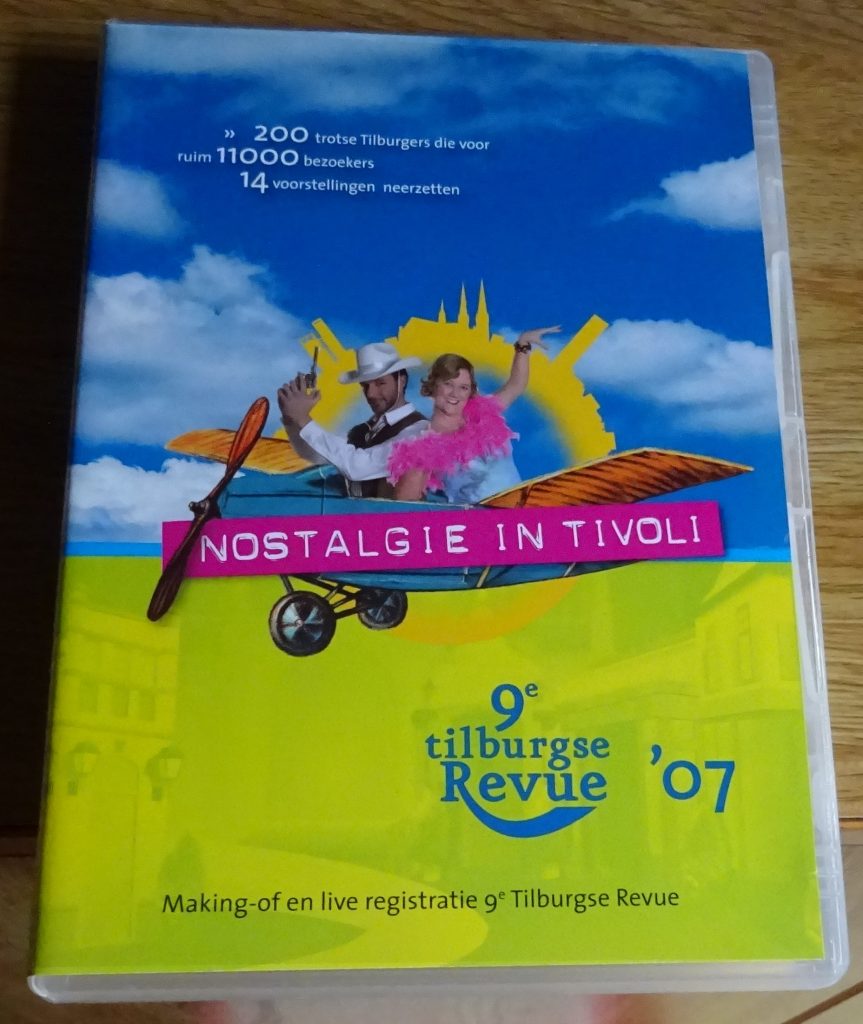 » 200 trotse Tilburgers die voor
ruim 11000 bezoekers
14 voorstellingen neerzetten
NOSTALGIE IN TIVOLI
9e
tilburgse
Revue '07
Making-of en live registratie 9e Tilburgse Revue